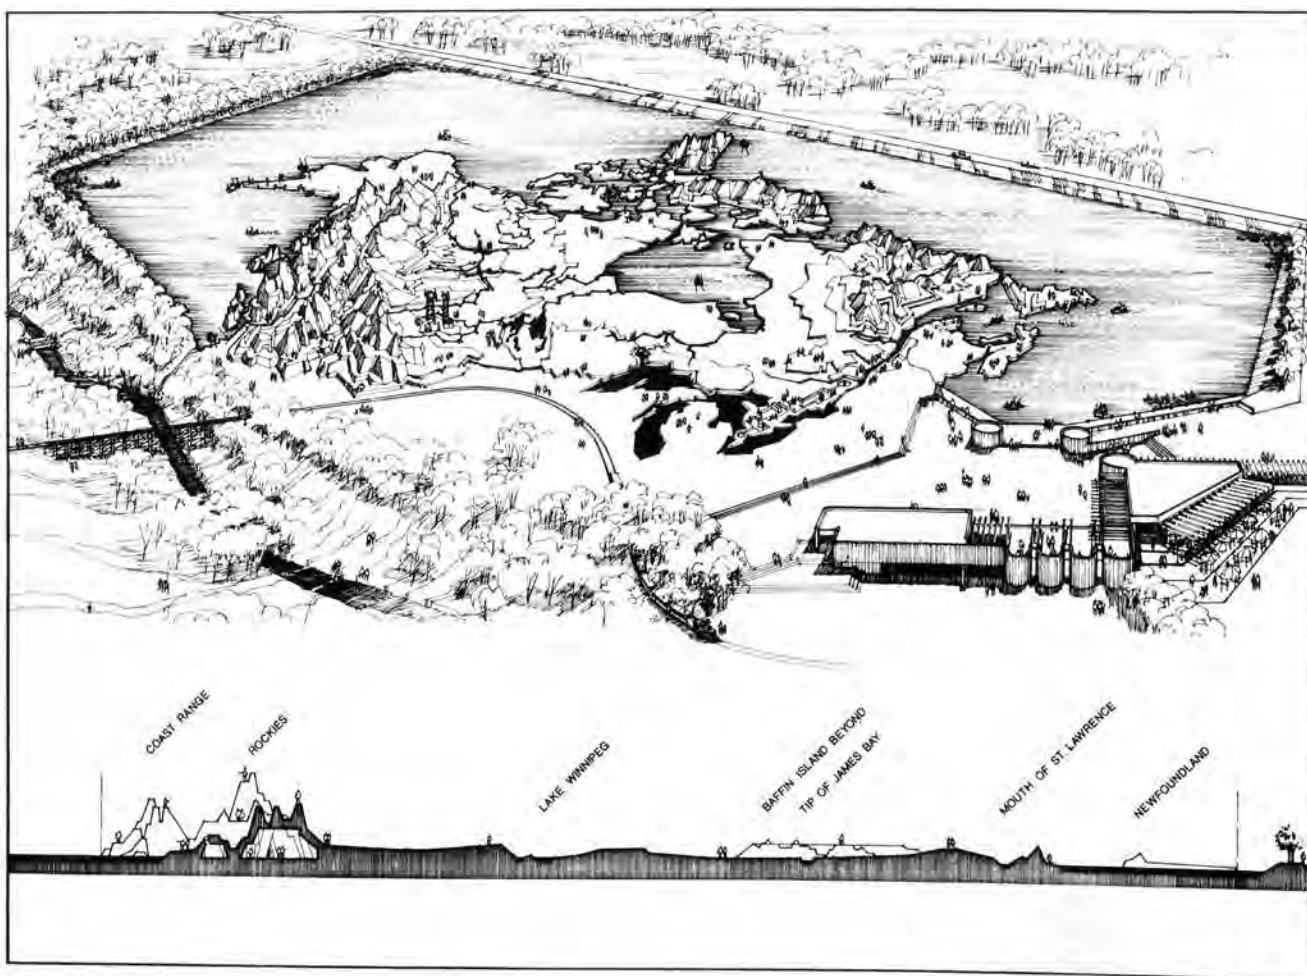 COAST RANGE
ROCKIES
LAKE WINNIPEG
BAFFIN ISLAND BEYOND
TIP OF JAMES BAY
MOUTH OF ST. LAWRENCE
NEWFOUNDLAND